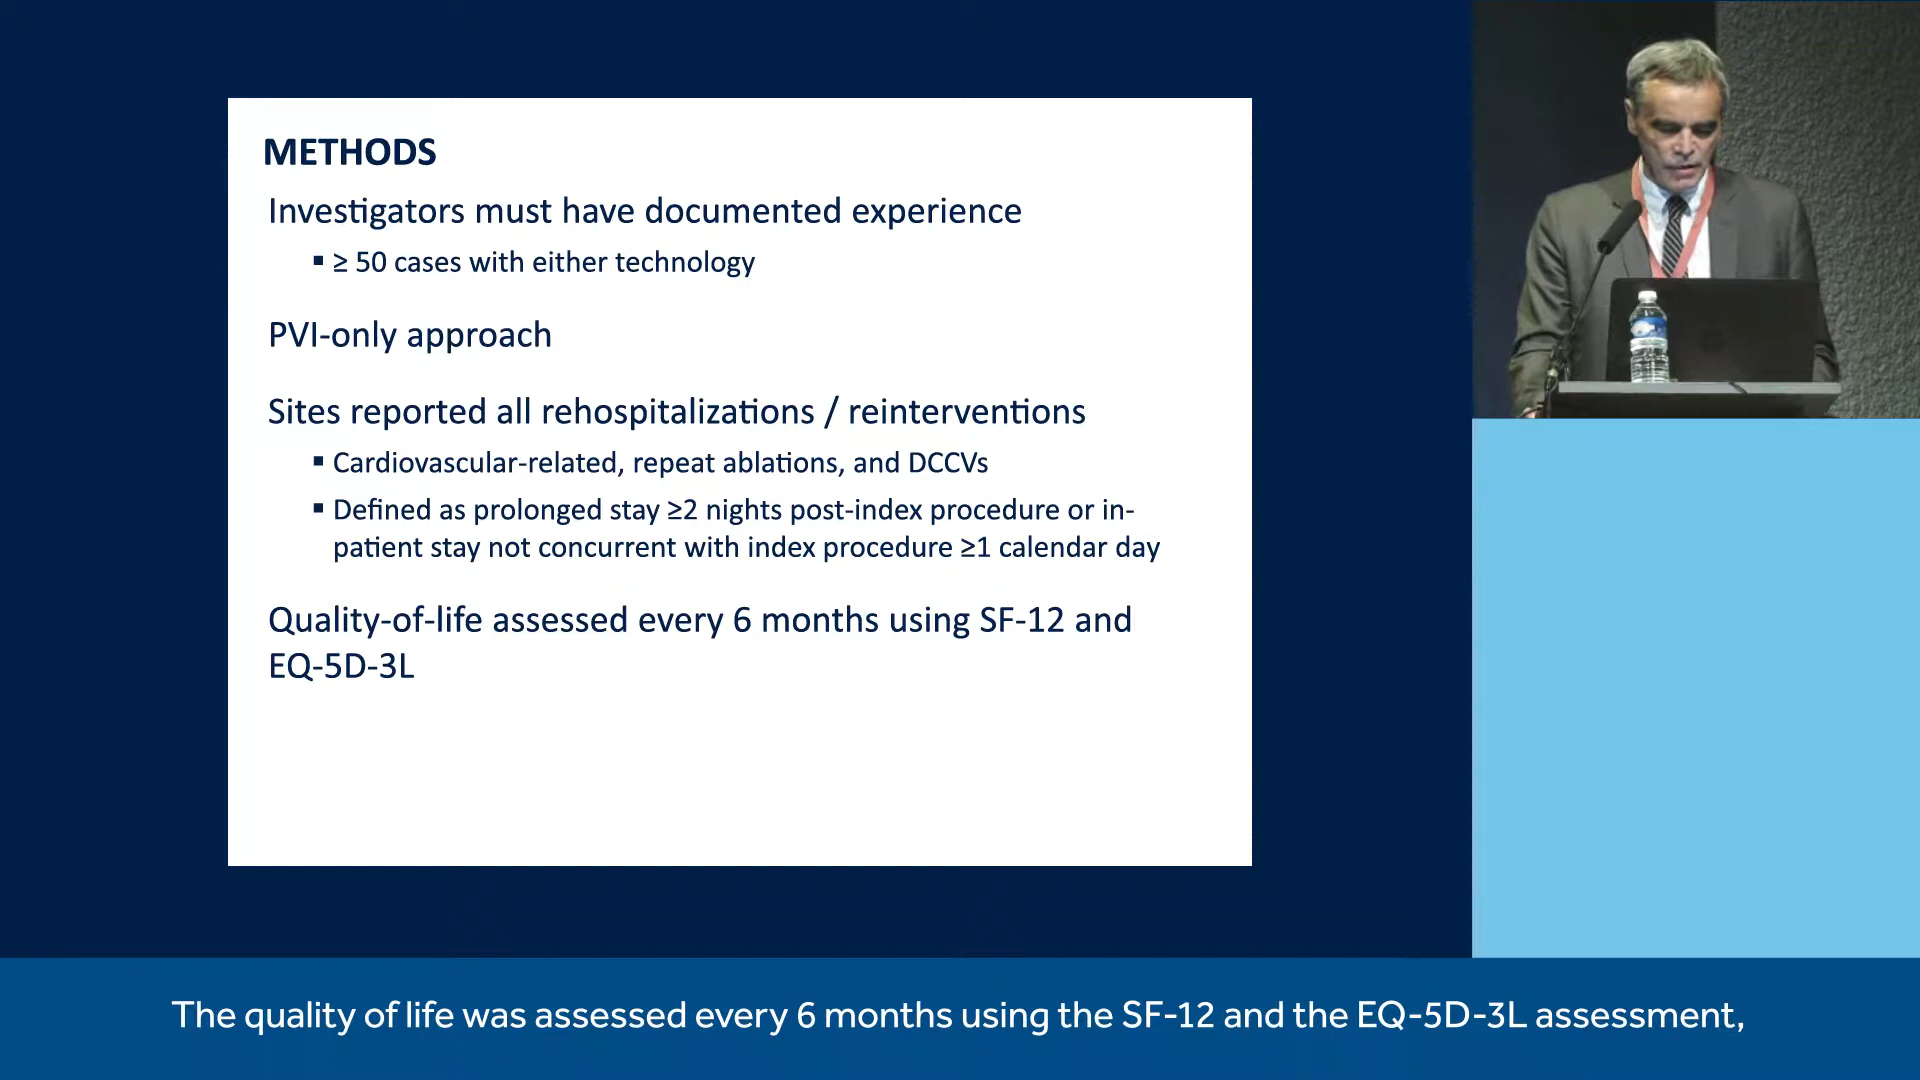 METHODS
Investigators must have documented experience
▪ ≥ 50 cases with either technology
PVI-only approach
Sites reported all rehospitalizations / reinterventions
▪ Cardiovascular-related, repeat ablations, and DCCVs
▪ Defined as prolonged stay ≥2 nights post-index procedure or in-
patient stay not concurrent with index procedure ≥1 calendar day
Quality-of-life assessed every 6 months using SF-12 and
EQ-5D-3L
The quality of life was assessed every 6 months using the SF-12 and the EQ-5D-3L assessment,